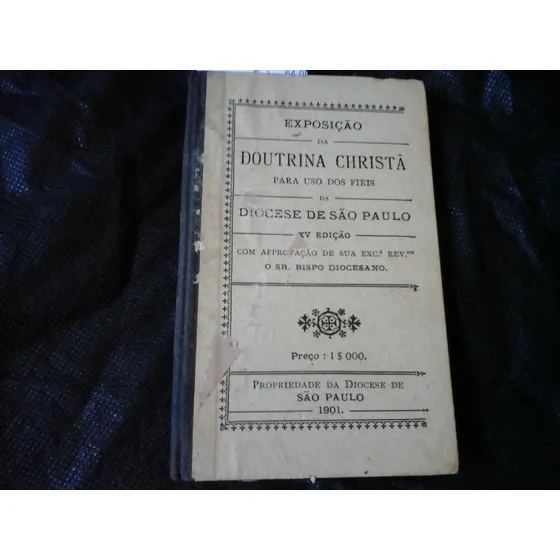 EXPOSIÇÃO
DA
DOUTRINA CHRISTÃ
PARA USO DOS FIEIS
DA
DIOCESE DE SÃO PAULO
XV EDIÇÃO
COM APPROVAÇÃO DE SUA EXC.ª REV.ᵐᵃ
O SR. BISPO DIOCESANO.
Preço : 1$000.
PROPRIEDADE DA DIOCESE DE
SÃO PAULO
1901.